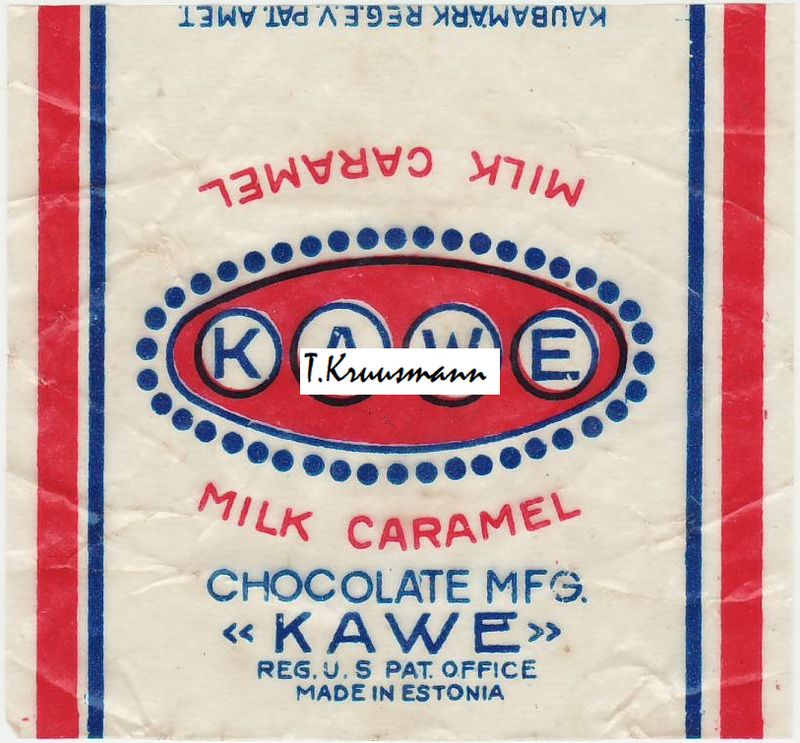 KAUBAMÄRK REG.E.V. PAT. AMET.
MILK CARAMEL
KAWE
T.Kruusmann
MILK CARAMEL
CHOCOLATE MFG.
«KAWE»
REG. U. S PAT. OFFICE
MADE IN ESTONIA